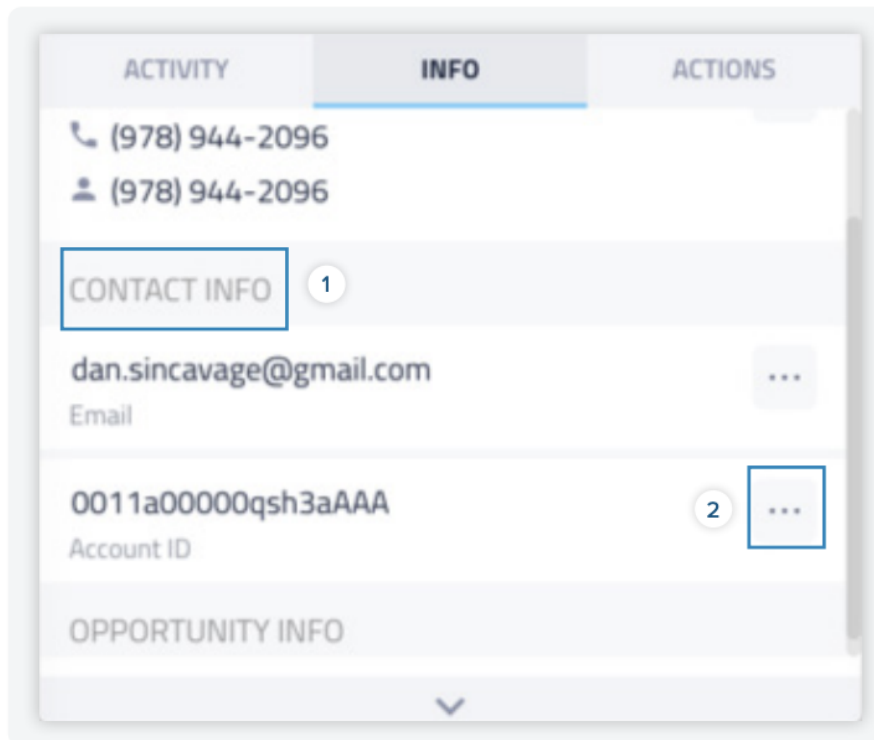 ACTIVITY INFO ACTIONS
(978) 944-2096
(978) 944-2096
CONTACT INFO 1
dan.sincavage@gmail.com ...
Email
0011a00000qsh3aAAA 2 ...
Account ID
OPPORTUNITY INFO